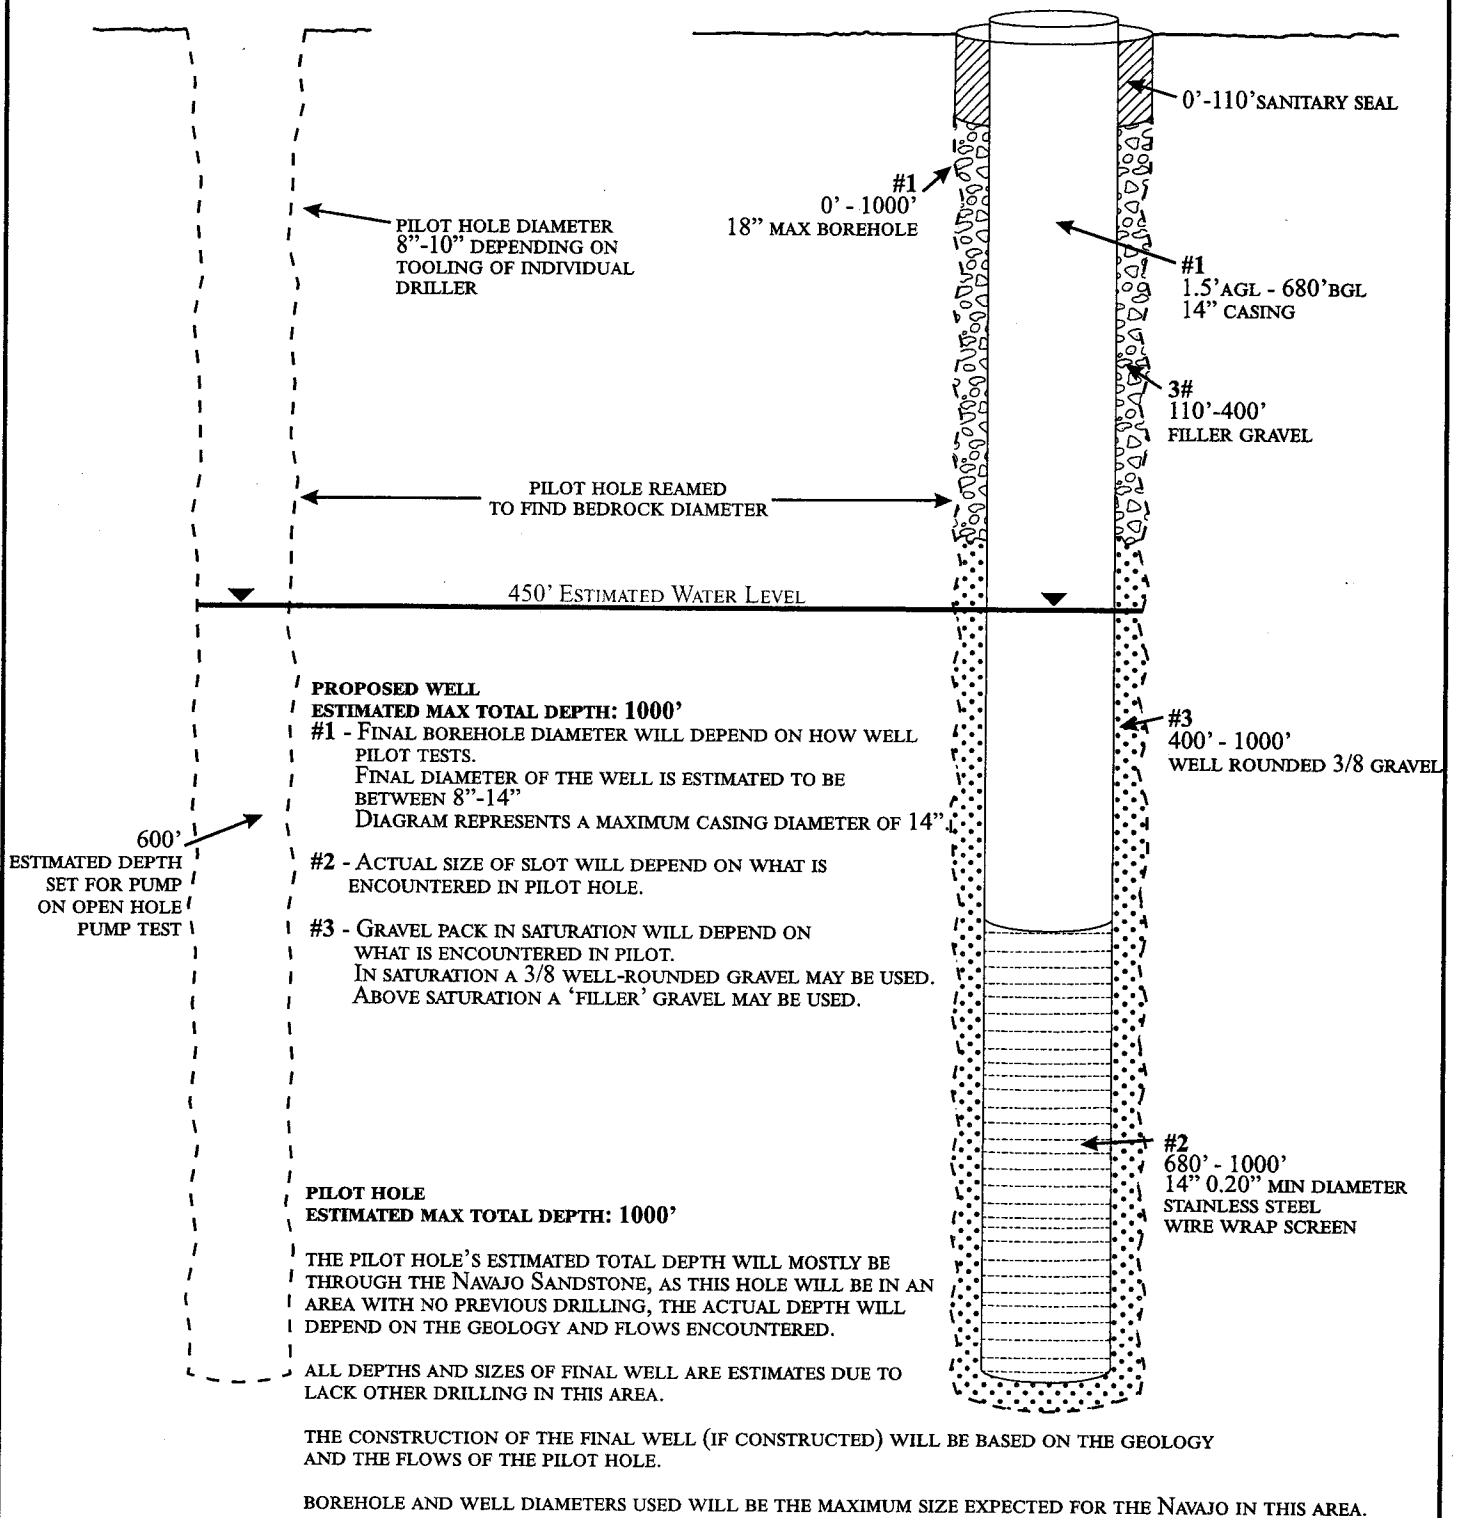 0'-110' SANITARY SEAL
#1
0' - 1000'
18” MAX BOREHOLE
PILOT HOLE DIAMETER
8”-10” DEPENDING ON
TOOLING OF INDIVIDUAL
DRILLER
#1
1.5' AGL - 680' BGL
14” CASING
3#
110'-400'
FILLER GRAVEL
PILOT HOLE REAMED
TO FIND BEDROCK DIAMETER
450' ESTIMATED WATER LEVEL
PROPOSED WELL
ESTIMATED MAX TOTAL DEPTH: 1000'
#1 - FINAL BOREHOLE DIAMETER WILL DEPEND ON HOW WELL
PILOT TESTS.
FINAL DIAMETER OF THE WELL IS ESTIMATED TO BE
BETWEEN 8”-14”
DIAGRAM REPRESENTS A MAXIMUM CASING DIAMETER OF 14”.
#2 - ACTUAL SIZE OF SLOT WILL DEPEND ON WHAT IS
ENCOUNTERED IN PILOT HOLE.
#3 - GRAVEL PACK IN SATURATION WILL DEPEND ON
WHAT IS ENCOUNTERED IN PILOT.
IN SATURATION A 3/8 WELL-ROUNDED GRAVEL MAY BE USED.
ABOVE SATURATION A ‘FILLER’ GRAVEL MAY BE USED.
#3
400' - 1000'
WELL ROUNDED 3/8 GRAVEL
600'
ESTIMATED DEPTH
SET FOR PUMP
ON OPEN HOLE
PUMP TEST
#2
680' - 1000'
14” 0.20” MIN DIAMETER
STAINLESS STEEL
WIRE WRAP SCREEN
PILOT HOLE
ESTIMATED MAX TOTAL DEPTH: 1000'
THE PILOT HOLE'S ESTIMATED TOTAL DEPTH WILL MOSTLY BE
THROUGH THE NAVAJO SANDSTONE, AS THIS HOLE WILL BE IN AN
AREA WITH NO PREVIOUS DRILLING, THE ACTUAL DEPTH WILL
DEPEND ON THE GEOLOGY AND FLOWS ENCOUNTERED.
ALL DEPTHS AND SIZES OF FINAL WELL ARE ESTIMATES DUE TO
LACK OTHER DRILLING IN THIS AREA.
THE CONSTRUCTION OF THE FINAL WELL (IF CONSTRUCTED) WILL BE BASED ON THE GEOLOGY
AND THE FLOWS OF THE PILOT HOLE.
BOREHOLE AND WELL DIAMETERS USED WILL BE THE MAXIMUM SIZE EXPECTED FOR THE NAVAJO IN THIS AREA.